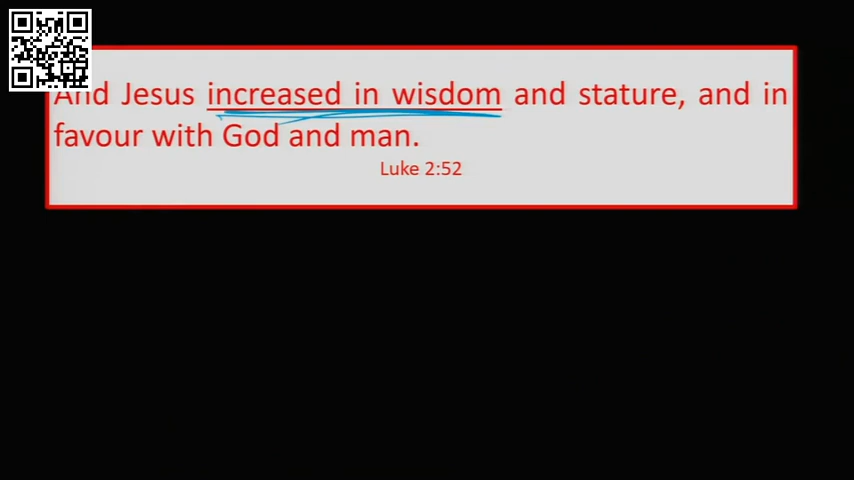 And Jesus increased in wisdom and stature, and in
favour with God and man.
Luke 2:52